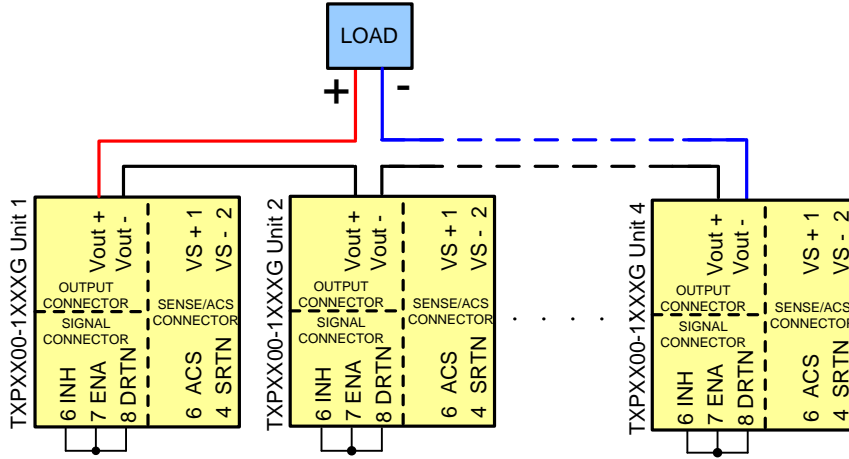 LOAD
+
-
TXPXX00-1XXXG Unit 1
Vout +
Vout -
VS + 1
VS - 2
OUTPUT
CONNECTOR
SIGNAL
CONNECTOR
SENSE/ACS
CONNECTOR
6 INH
7 ENA
8 DRTN
6 ACS
4 SRTN
TXPXX00-1XXXG Unit 2
Vout +
Vout -
VS + 1
VS - 2
OUTPUT
CONNECTOR
SIGNAL
CONNECTOR
SENSE/ACS
CONNECTOR
6 INH
7 ENA
8 DRTN
6 ACS
4 SRTN
. . . . .
TXPXX00-1XXXG Unit 4
Vout +
Vout -
VS + 1
VS - 2
OUTPUT
CONNECTOR
SIGNAL
CONNECTOR
SENSE/ACS
CONNECTOR
6 INH
7 ENA
8 DRTN
6 ACS
4 SRTN